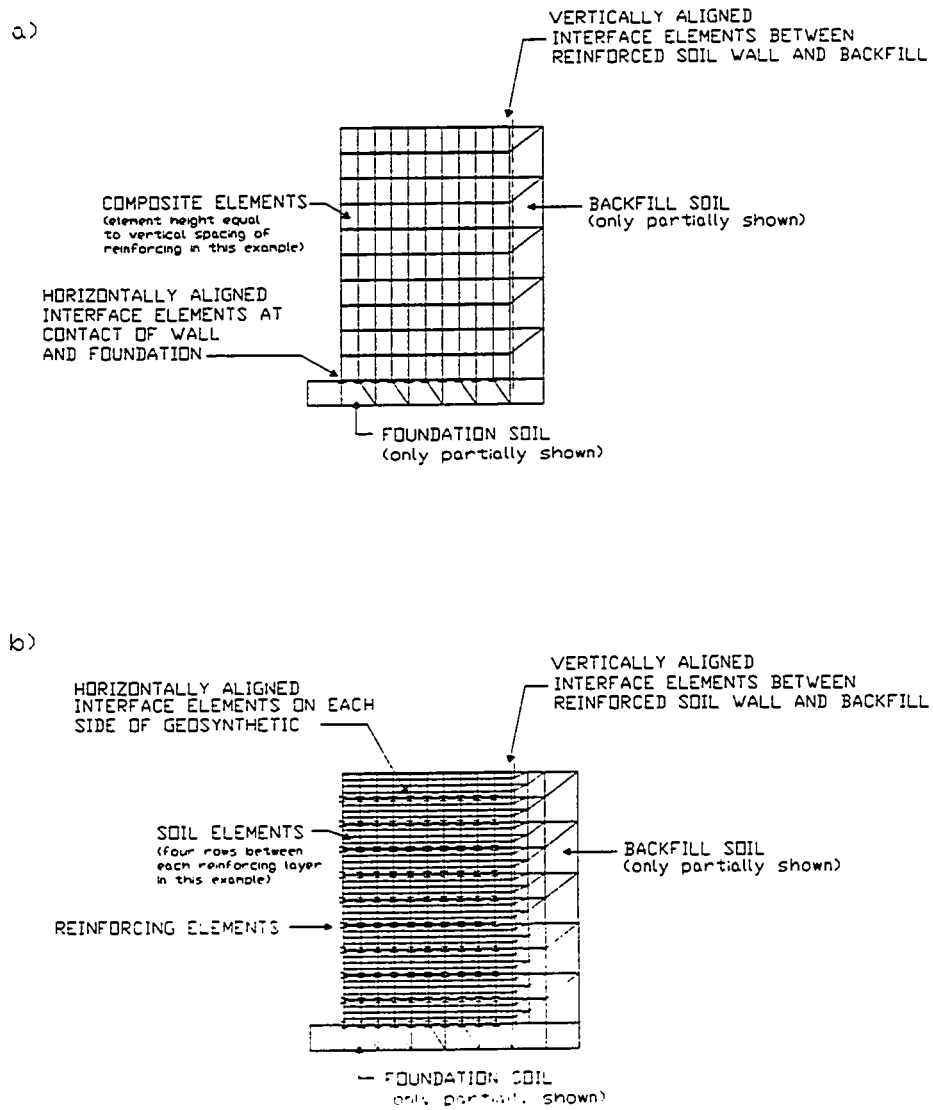 a)
VERTICALLY ALIGNED
INTERFACE ELEMENTS BETWEEN
REINFORCED SOIL WALL AND BACKFILL
COMPOSITE ELEMENTS
(element height equal
to vertical spacing of
reinforcing in this example)
BACKFILL SOIL
(only partially shown)
HORIZONTALLY ALIGNED
INTERFACE ELEMENTS AT
CONTACT OF WALL
AND FOUNDATION
FOUNDATION SOIL
(only partially shown)
b)
VERTICALLY ALIGNED
INTERFACE ELEMENTS BETWEEN
REINFORCED SOIL WALL AND BACKFILL
HORIZONTALLY ALIGNED
INTERFACE ELEMENTS ON EACH
SIDE OF GEOSYNTHETIC
SOIL ELEMENTS
(four rows between
each reinforcing layer
in this example)
BACKFILL SOIL
(only partially shown)
REINFORCING ELEMENTS
FOUNDATION SOIL
only partially shown)